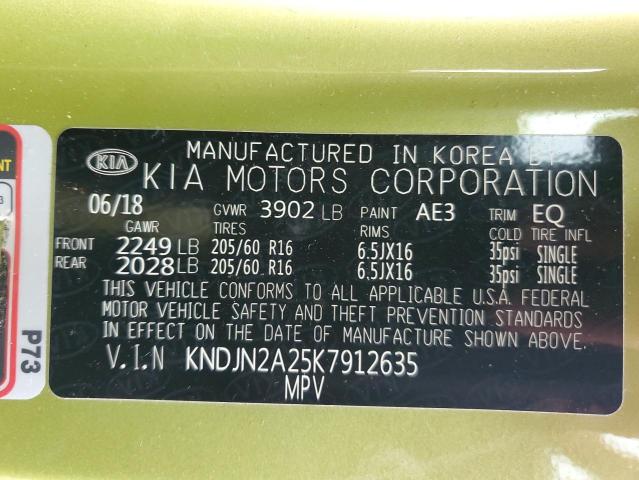 KIA
MANUFACTURED IN KOREA BY
KIA MOTORS CORPORATION
06/18 GVWR 3902 LB PAINT AE3 TRIM EQ
GAWR TIRES RIMS COLD TIRE INFL
FRONT 2249 LB 205/60 R16 6.5JX16 35psi SINGLE
REAR 2028 LB 205/60 R16 6.5JX16 35psi SINGLE
THIS VEHICLE CONFORMS TO ALL APPLICABLE U.S.A. FEDERAL
MOTOR VEHICLE SAFETY AND THEFT PREVENTION STANDARDS
IN EFFECT ON THE DATE OF MANUFACTURE SHOWN ABOVE.
V.I.N KNDJN2A25K7912635
MPV
P73